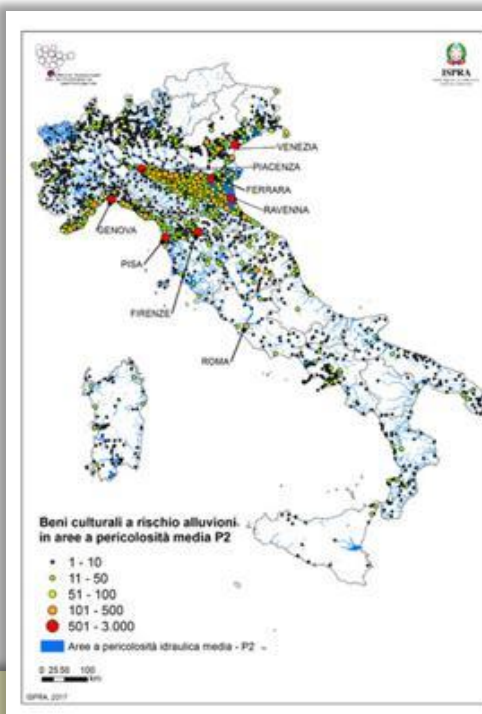 ISPRA
VENEZIA
PIACENZA
FERRARA
RAVENNA
GENOVA
PISA
FIRENZE
ROMA
Beni culturali a rischio alluvioni
in aree a pericolosità media P2
1 - 10
11 - 50
51 - 100
101 - 500
501 - 3.000
Aree a pericolosità idraulica media - P2
0 25 50 100
km
ISPRA, 2017